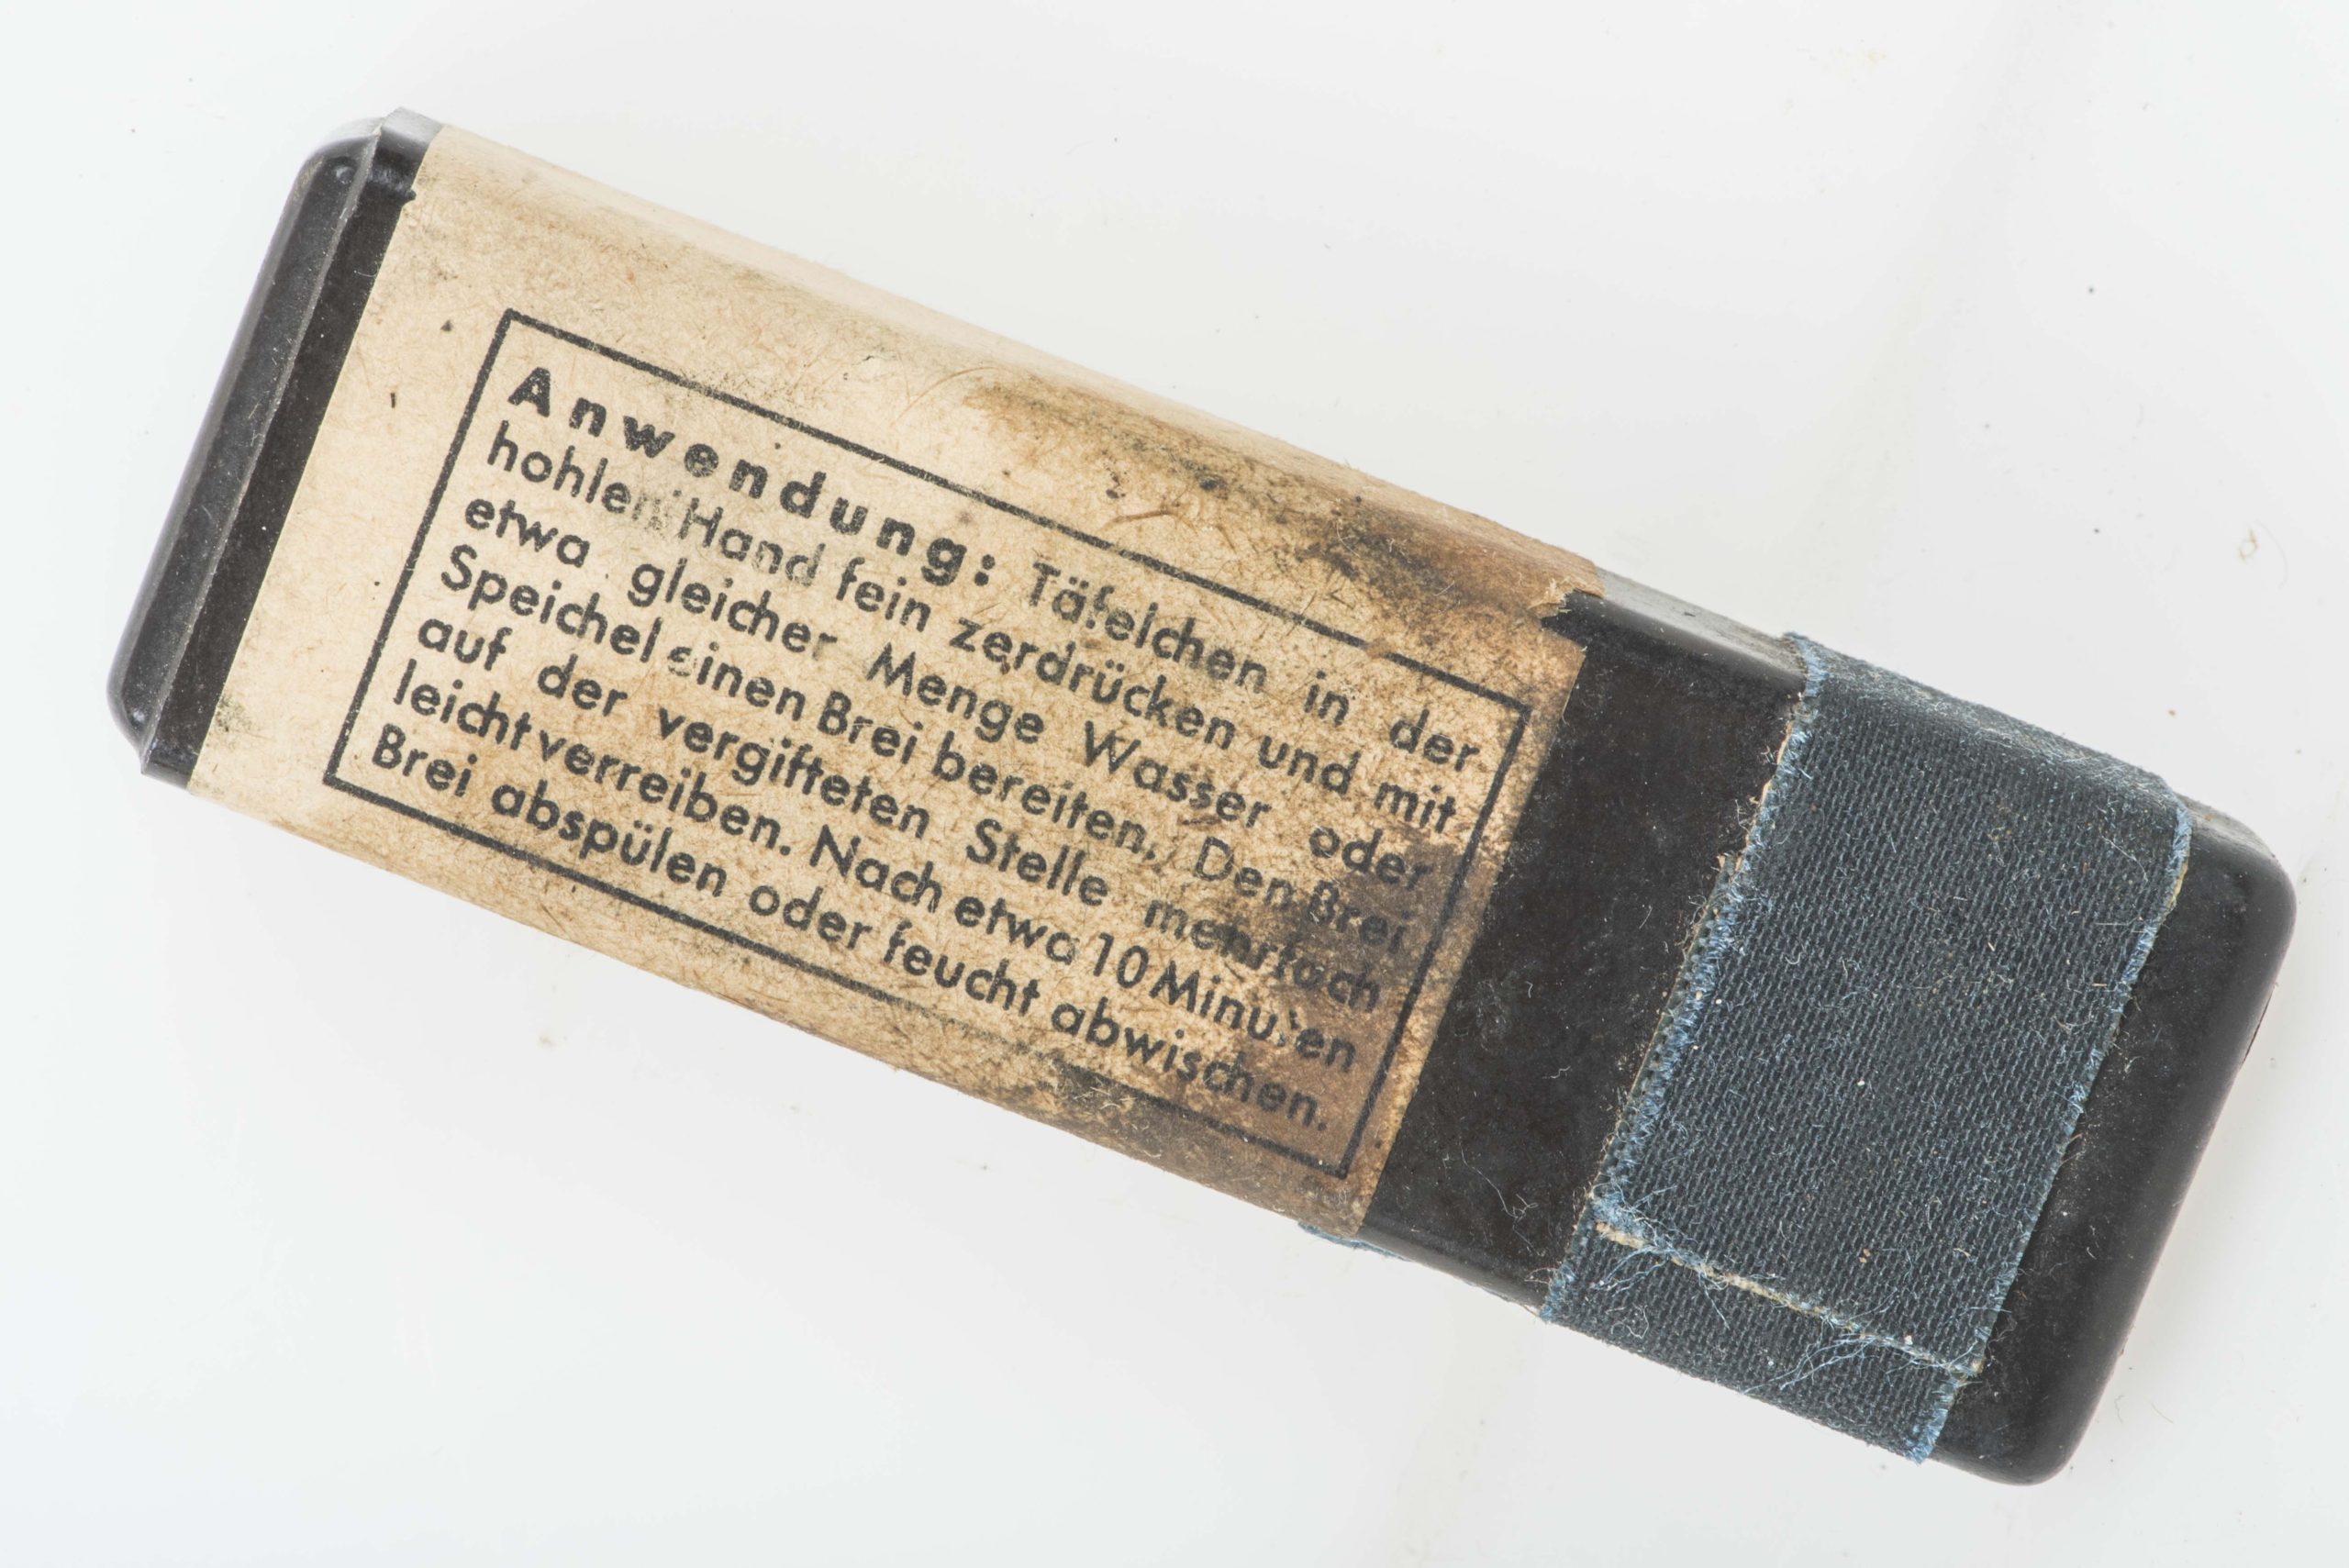 Anwendung: Täfelchen in der
hohlen Hand fein zerdrücken und mit
etwa gleicher Menge Wasser oder
Speichel einen Brei bereiten. Den Brei
auf der vergifteten Stelle mehrfach
leicht verreiben. Nach etwa 10 Minuten
Brei abspülen oder feucht abwischen.